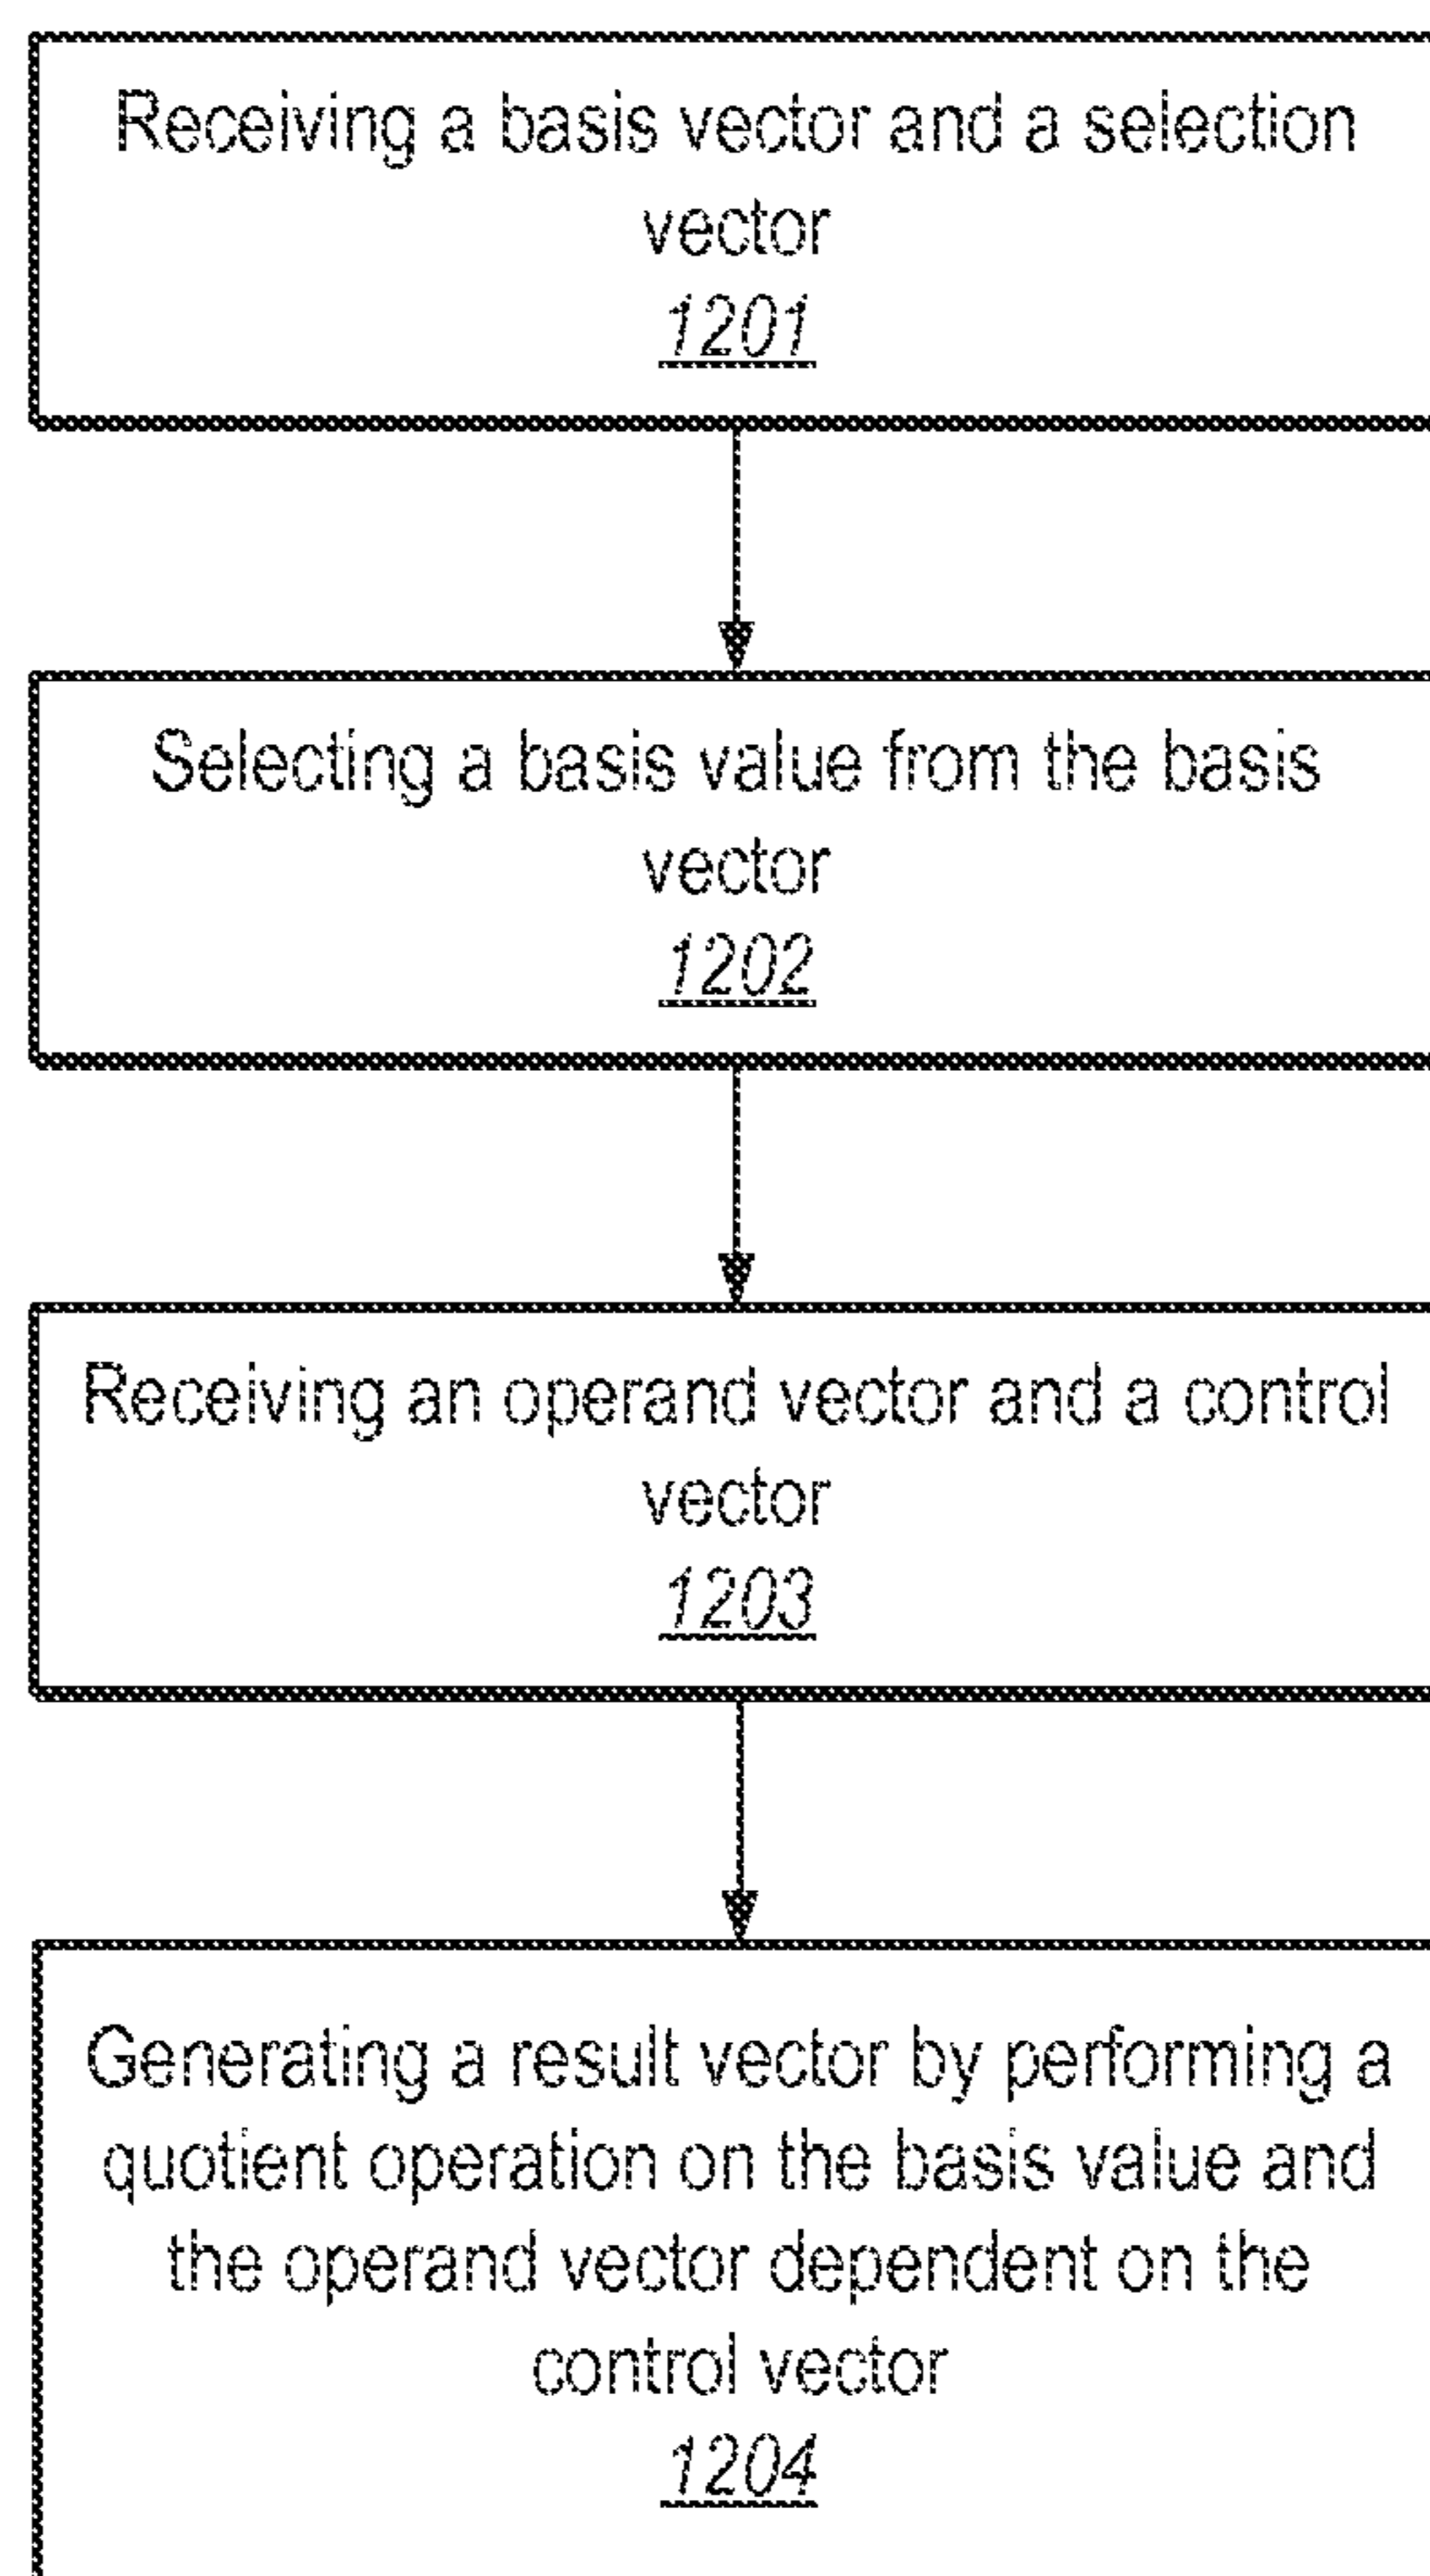 Receiving a basis vector and a selection
vector
1201
Selecting a basis value from the basis
vector
1202
Receiving an operand vector and a control
vector
1203
Generating a result vector by performing a
quotient operation on the basis value and
the operand vector dependent on the
control vector
1204